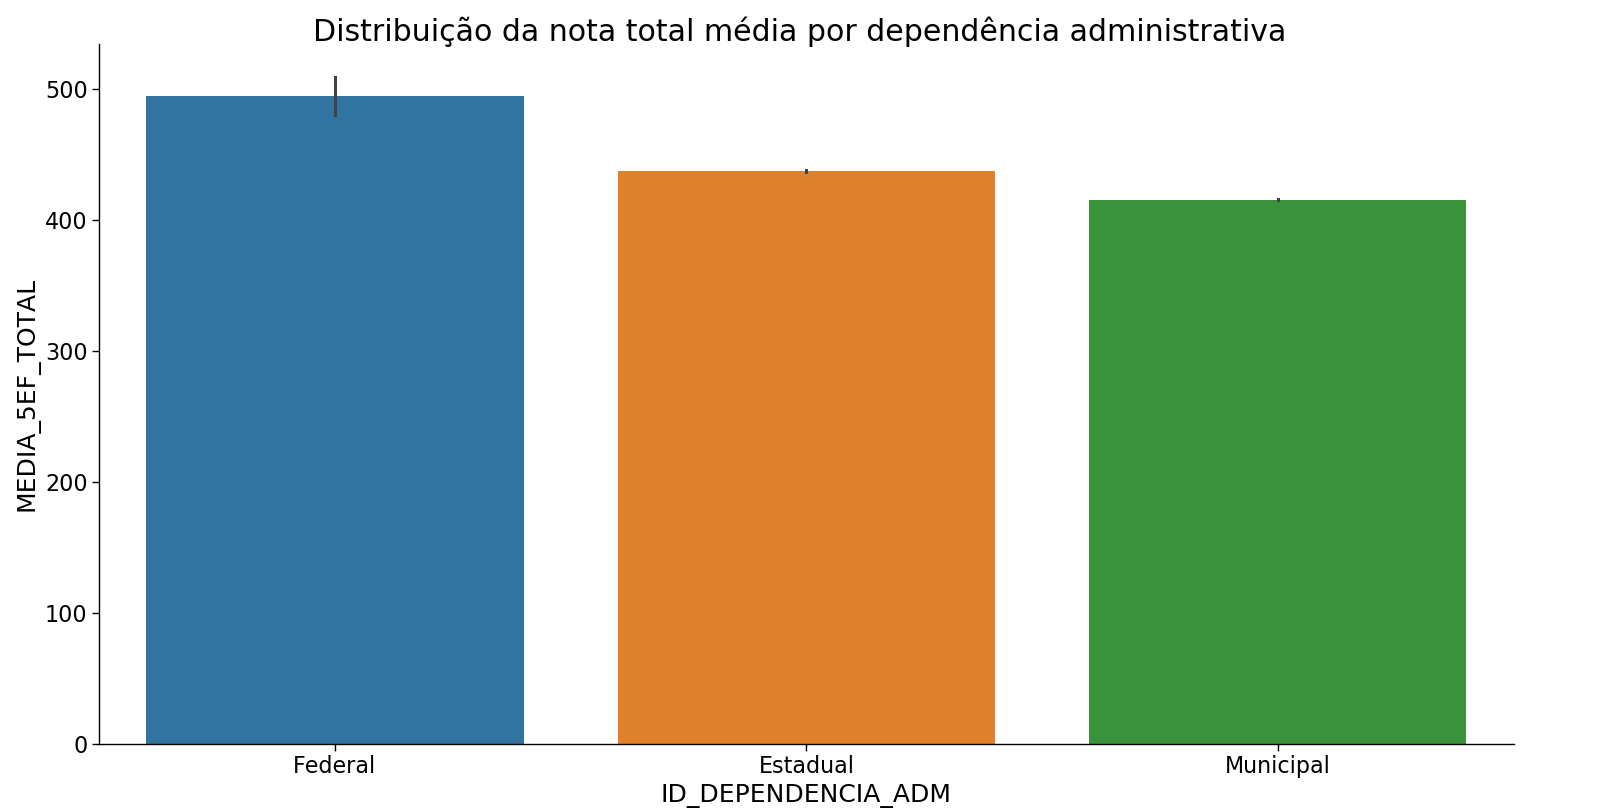 Distribuição da nota total média por dependência administrativa
MEDIA_5EF_TOTAL
500
400
300
200
100
0
Federal
Estadual
Municipal
ID_DEPENDENCIA_ADM